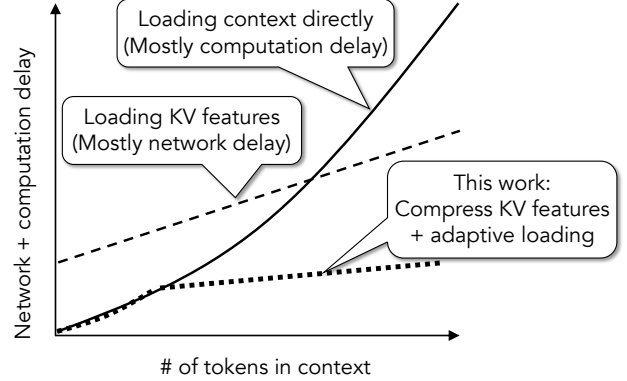 Loading context directly
(Mostly computation delay)
Loading KV features
(Mostly network delay)
This work:
Compress KV features
+ adaptive loading
Network + computation delay
# of tokens in context